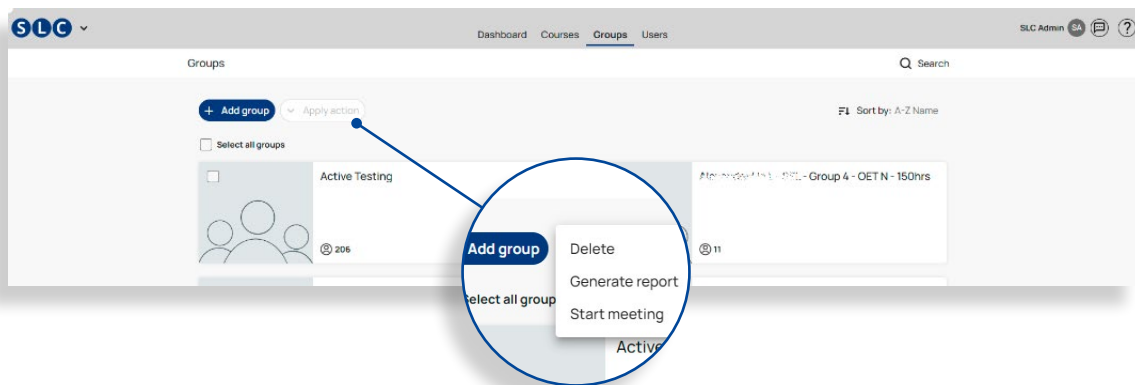 SLC
Dashboard Courses Groups Users
SLC Admin SA ?
Groups
Search
+ Add group Apply action
Sort by: A-Z Name
Select all groups
Active Testing
- Group 4 - OET N - 150hrs
206
11
Add group
Delete
Generate report
Select all group
Start meeting
Active